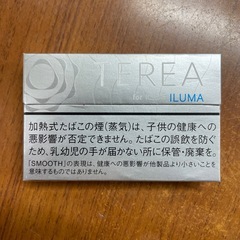 TEREA
for
ILUMA
加熱式たばこの煙(蒸気)は、子供の健康への
悪影響が否定できません。たばこの誤飲を防ぐ
ため、乳幼児の手が届かない所に保管・廃棄を。
「SMOOTH」の表現は、健康への悪影響が他製品より小さいことを
意味するものではありません。